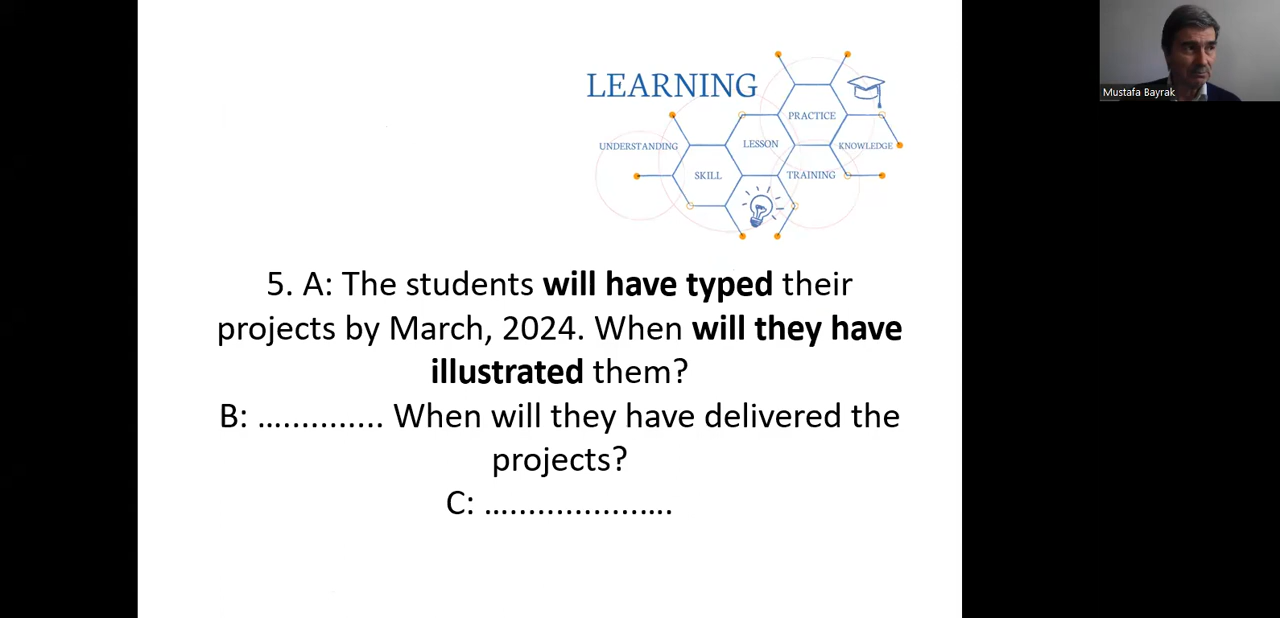 Mustafa Bayrak
LEARNING
PRACTICE
UNDERSTANDING
LESSON
KNOWLEDGE
SKILL
TRAINING
5. A: The students will have typed their
projects by March, 2024. When will they have
illustrated them?
B: ............. When will they have delivered the
projects?
C: ......................